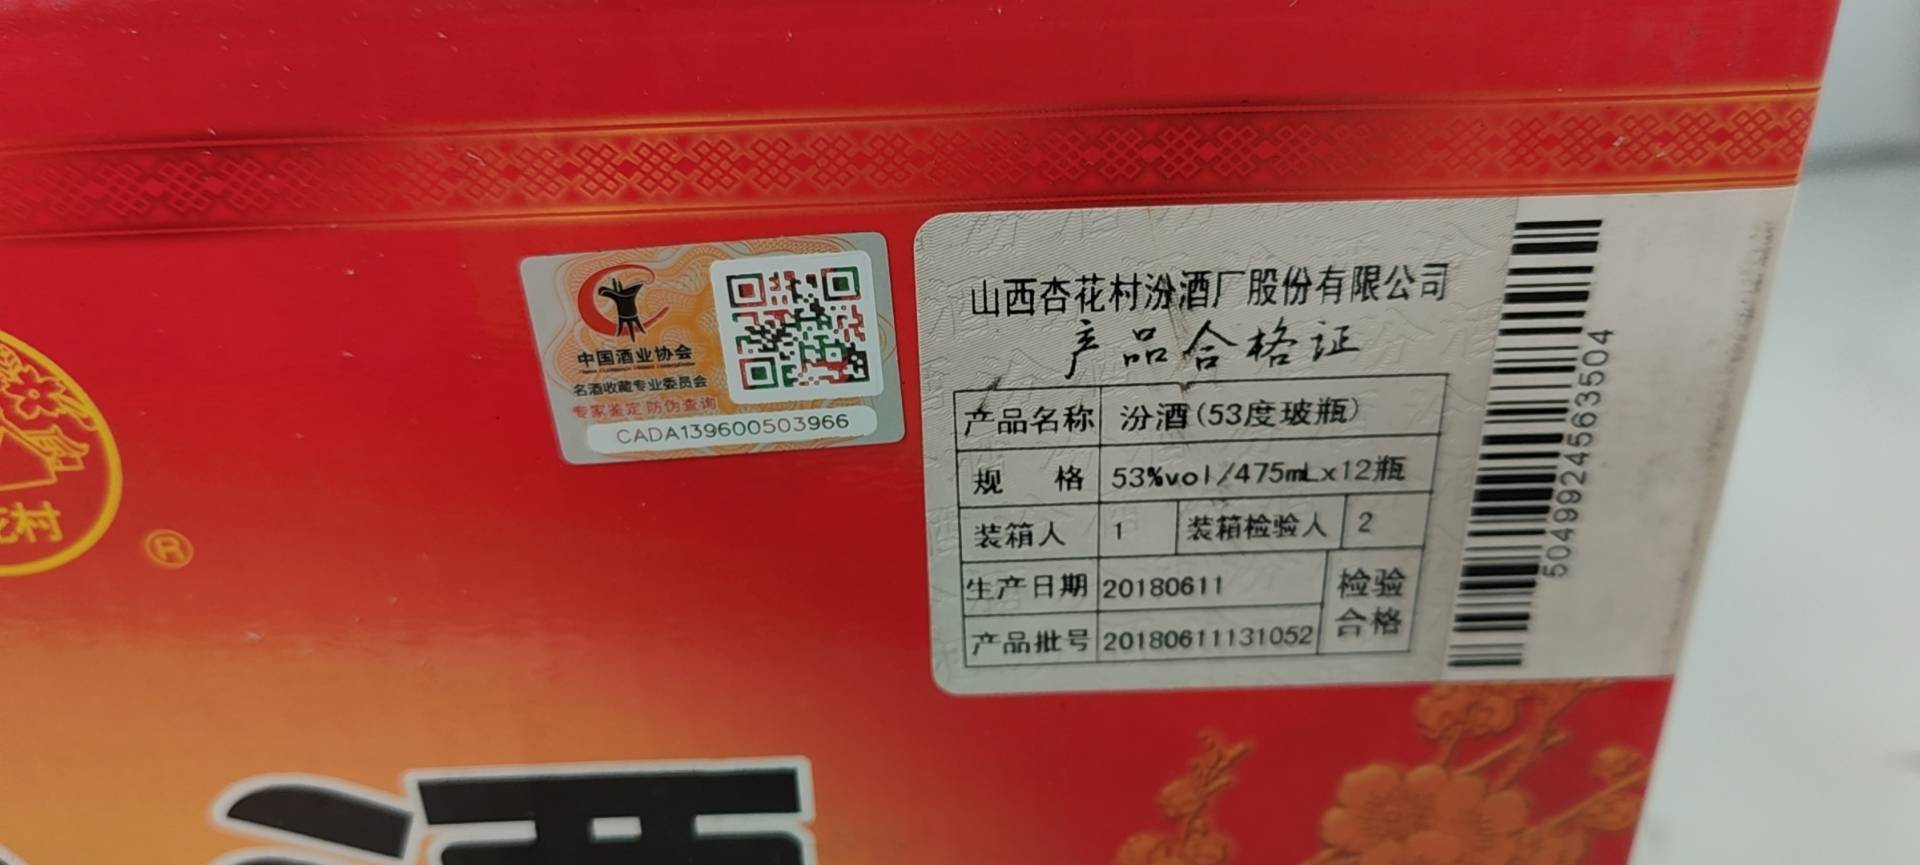 中国酒业协会
名酒收藏专业委员会
专家鉴定 防伪查询
CADA139600503966
山西杏花村汾酒厂股份有限公司
产品合格证
产品名称 汾酒(53度玻瓶)
规 格 53%vol/475mLx12瓶
装箱人 1 装箱检验人 2
生产日期 20180611 检验
产品批号 20180611131052 合格
5049924563504
村
®
酒